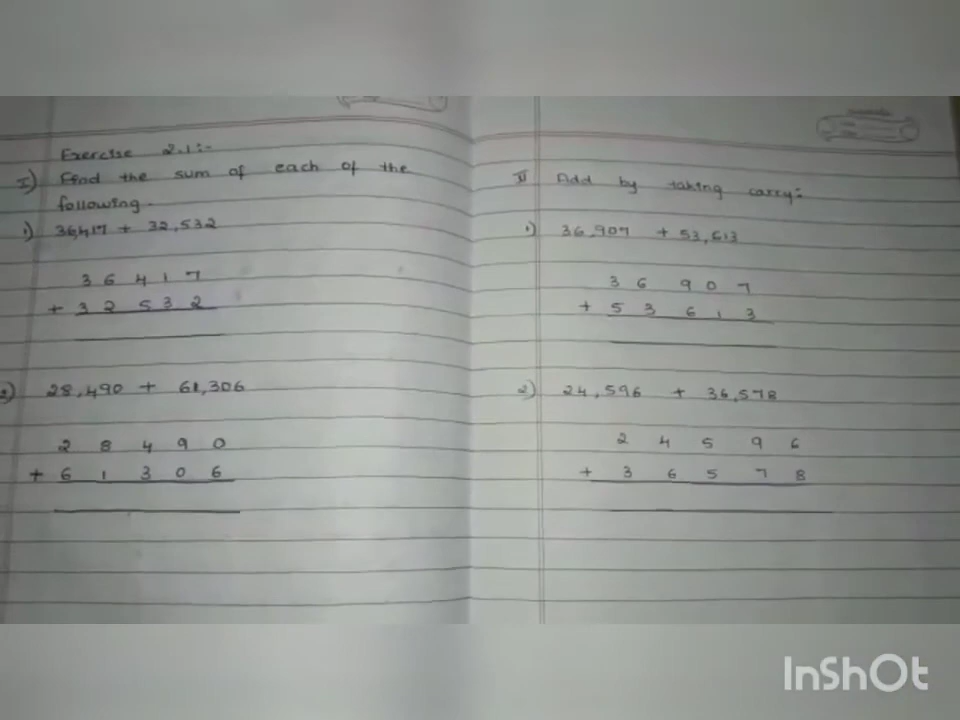 Exercise 2.1:-
I) Find the sum of each of the
following.
1) 36,417 + 32,532
3 6 4 1 7
+ 3 2 5 3 2
2) 28,490 + 61,306
2 8 4 9 0
+ 6 1 3 0 6
II Add by taking carry:
1) 36,907 + 53,613
3 6 9 0 7
+ 5 3 6 1 3
2) 24,596 + 36,578
2 4 5 9 6
+ 3 6 5 7 8
InShOt